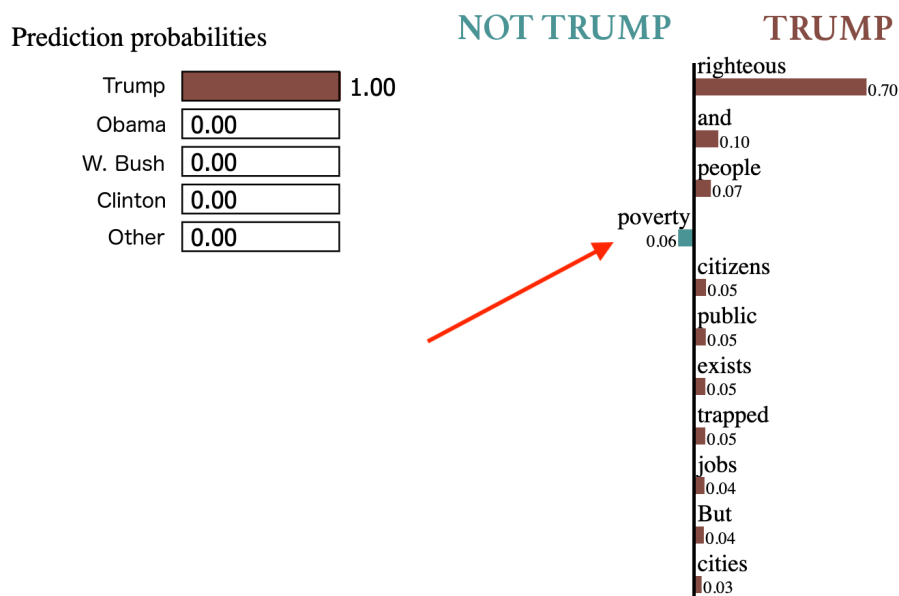 NOT TRUMP TRUMP
Prediction probabilities
Trump 1.00
Obama 0.00
W. Bush 0.00
Clinton 0.00
Other 0.00
righteous
0.70
and
0.10
people
0.07
poverty
0.06
citizens
0.05
public
0.05
exists
0.05
trapped
0.05
jobs
0.04
But
0.04
cities
0.03